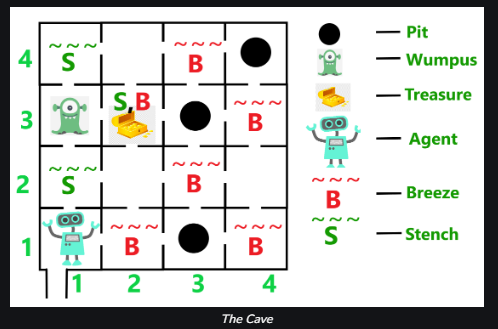 4 ~ ~ ~ S ~ ~ ~ B
3 S B ~ ~ ~ B
2 ~ ~ ~ S ~ ~ ~ B
1 ~ ~ ~ B ~ ~ ~ B
1 2 3 4
Pit
Wumpus
Treasure
Agent
~ ~ ~
B Breeze
~ ~ ~
S Stench
The Cave